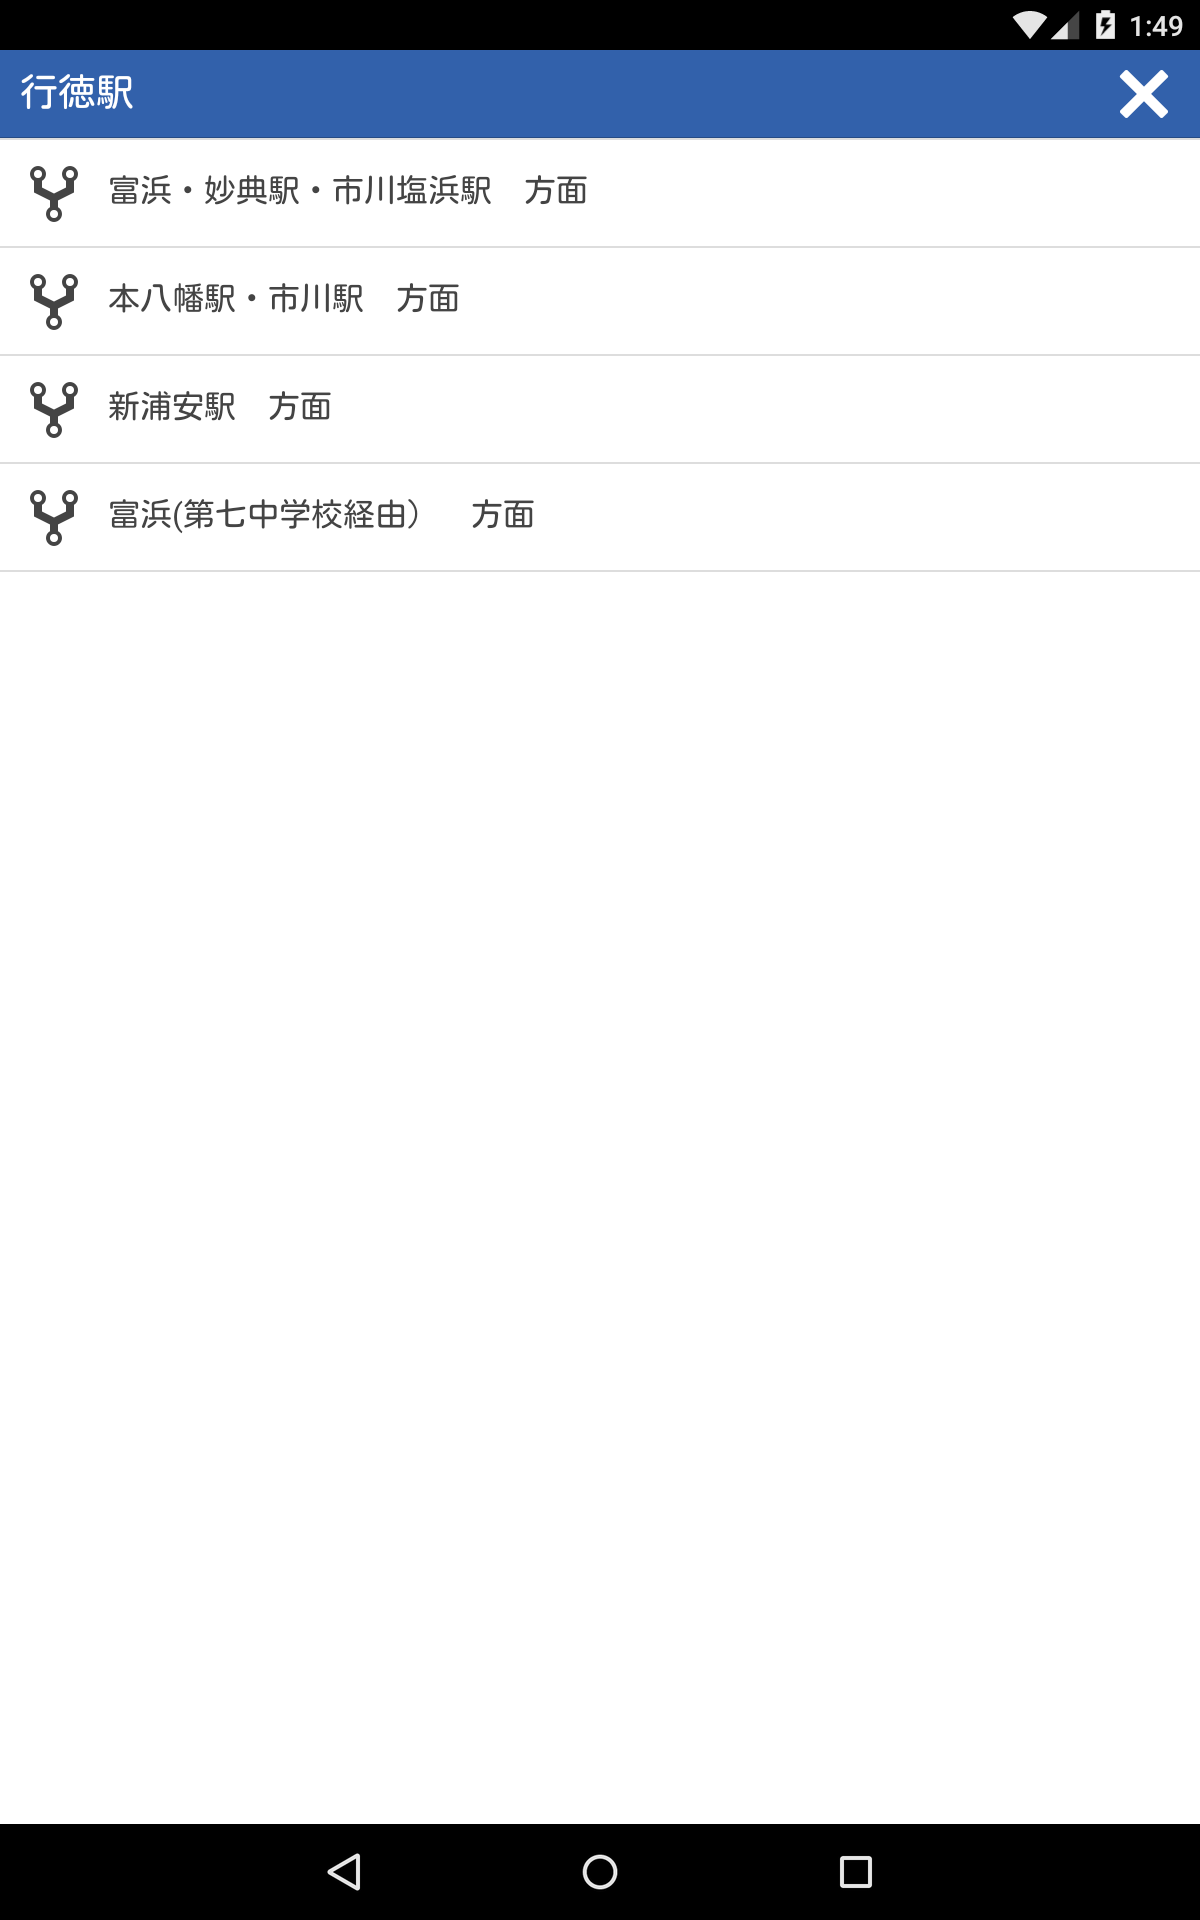 1:49
行徳駅
富浜・妙典駅・市川塩浜駅　方面
本八幡駅・市川駅　方面
新浦安駅　方面
富浜(第七中学校経由）　方面